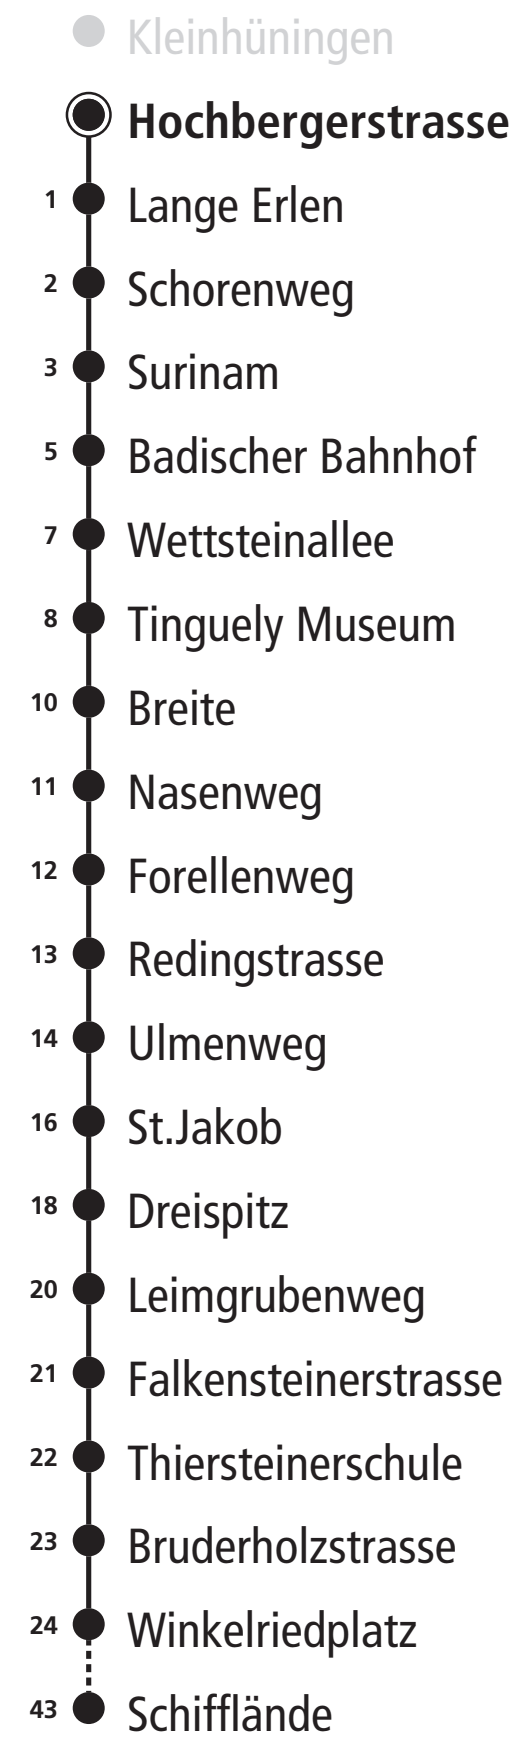 Kleinhüningen
Hochbergerstrasse
1 Lange Erlen
2 Schorenweg
3 Surinam
5 Badischer Bahnhof
7 Wettsteinallee
8 Tinguely Museum
10 Breite
11 Nasenweg
12 Forellenweg
13 Redingstrasse
14 Ulmenweg
16 St.Jakob
18 Dreispitz
20 Leimgrubenweg
21 Falkensteinerstrasse
22 Thiersteinerschule
23 Bruderholzstrasse
24 Winkelriedplatz
43 Schifflände